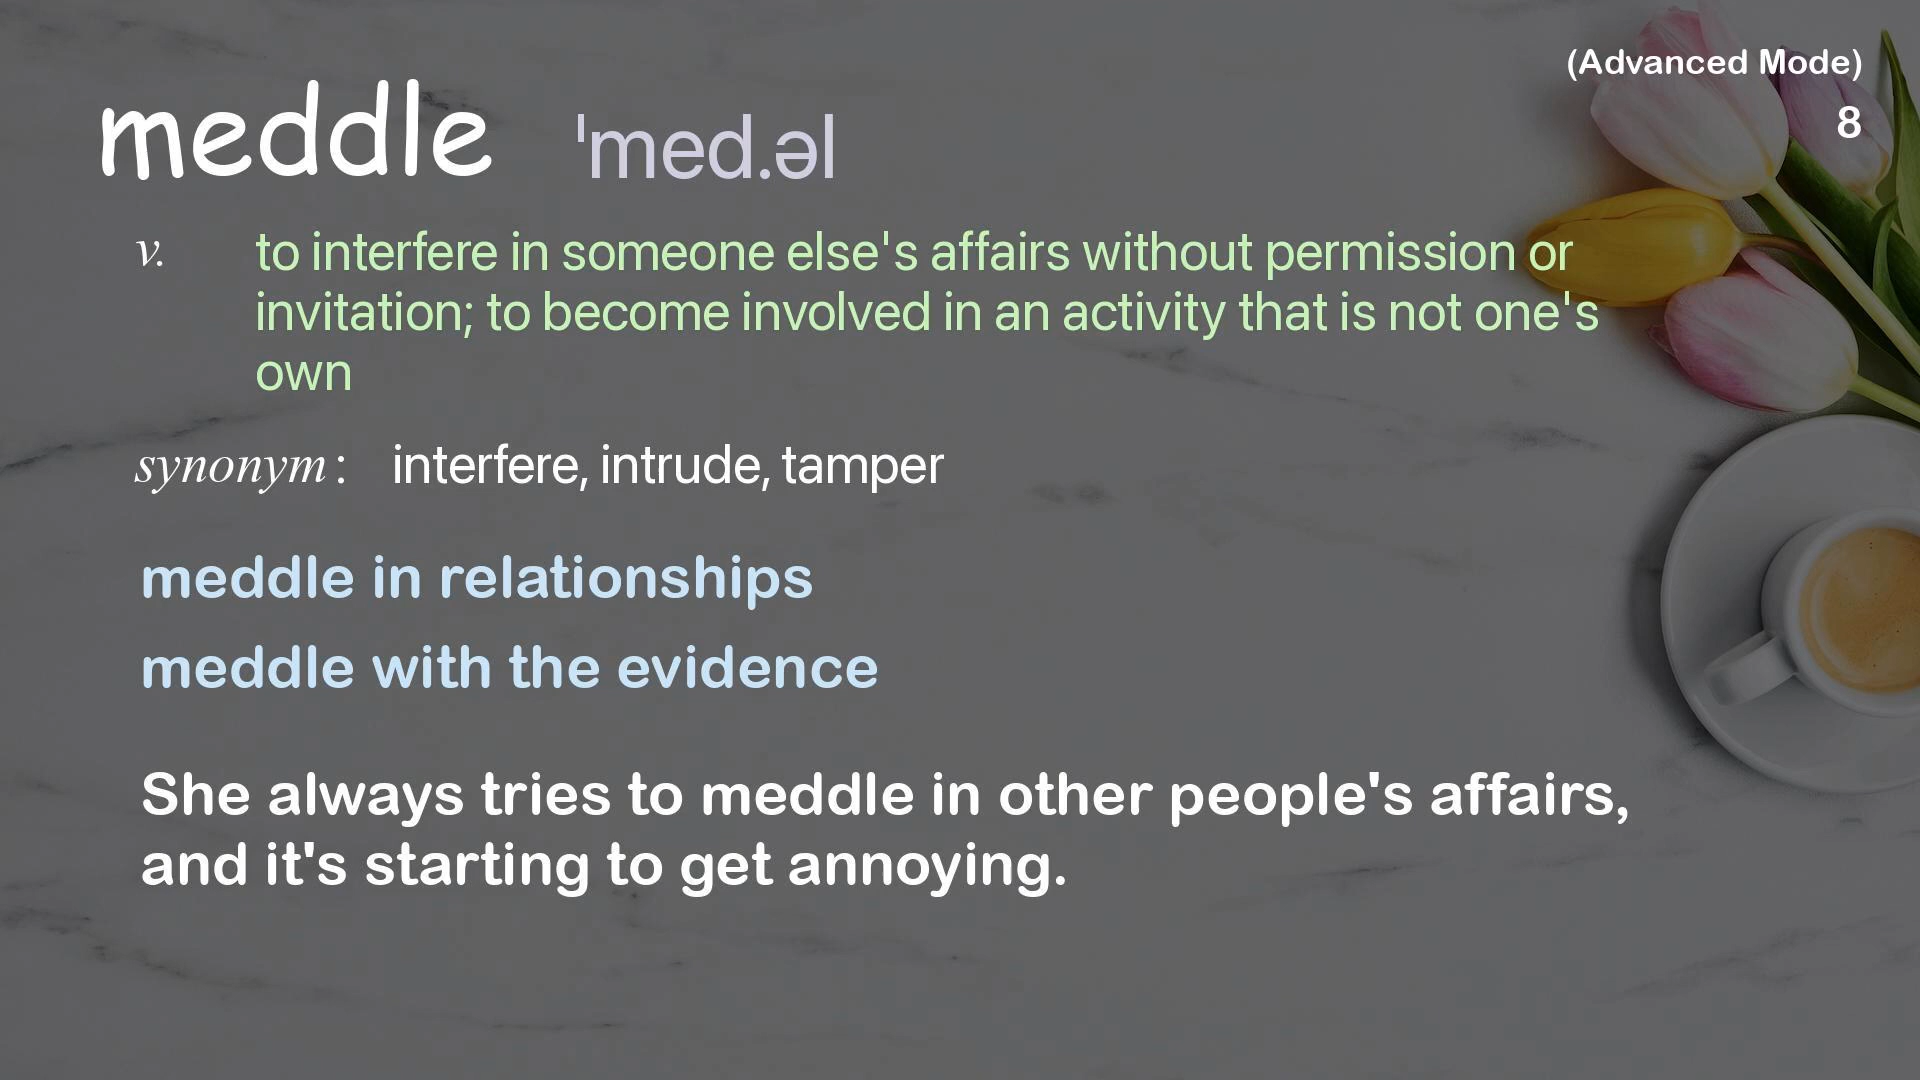 (Advanced Mode)
8
meddle ˈmed.əl
v. to interfere in someone else's affairs without permission or
invitation; to become involved in an activity that is not one's
own
synonym: interfere, intrude, tamper
meddle in relationships
meddle with the evidence
She always tries to meddle in other people's affairs,
and it's starting to get annoying.